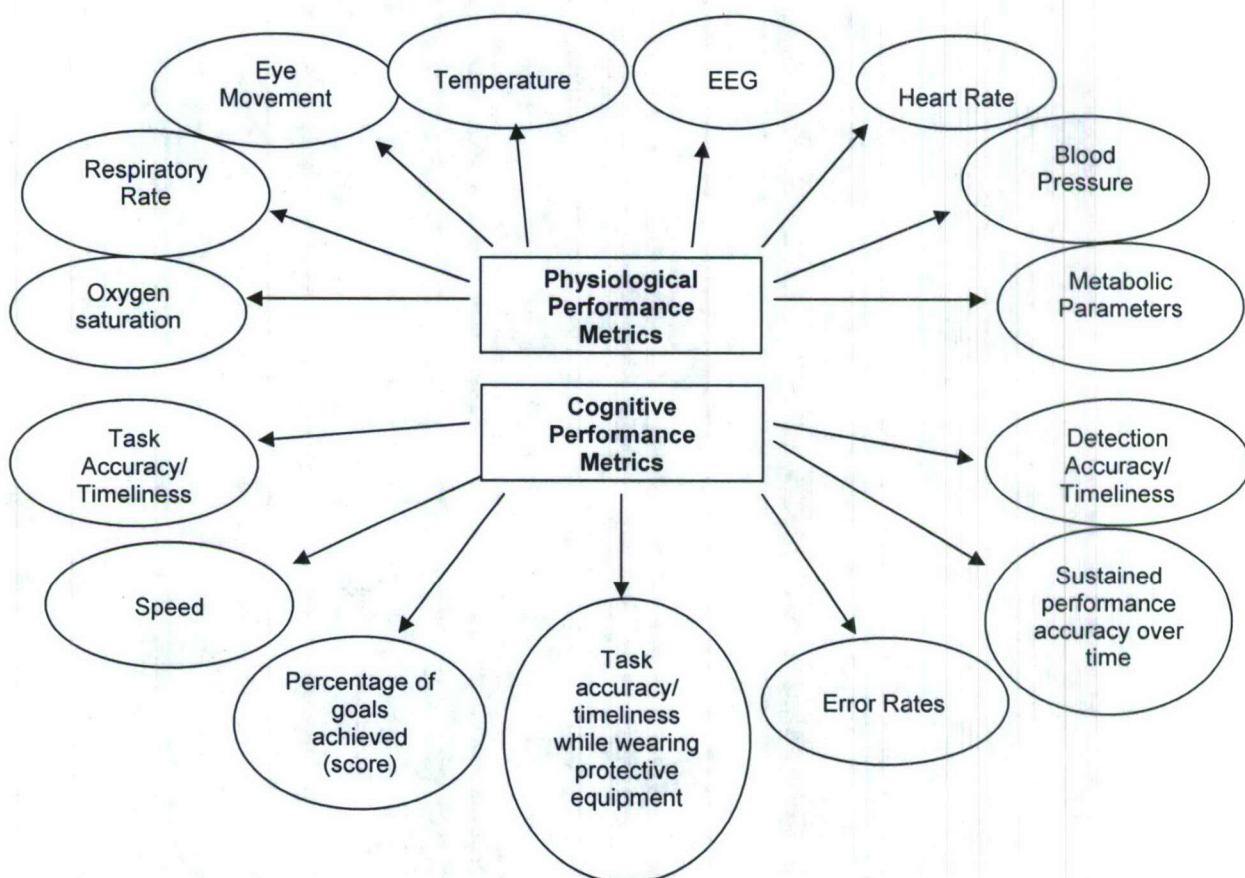 Eye
Movement
Temperature
EEG
Heart Rate
Respiratory
Rate
Blood
Pressure
Oxygen
saturation
Physiological
Performance
Metrics
Metabolic
Parameters
Cognitive
Performance
Metrics
Task
Accuracy/
Timeliness
Detection
Accuracy/
Timeliness
Speed
Sustained
performance
accuracy over
time
Percentage of
goals
achieved
(score)
Task
accuracy/
timeliness
while wearing
protective
equipment
Error Rates